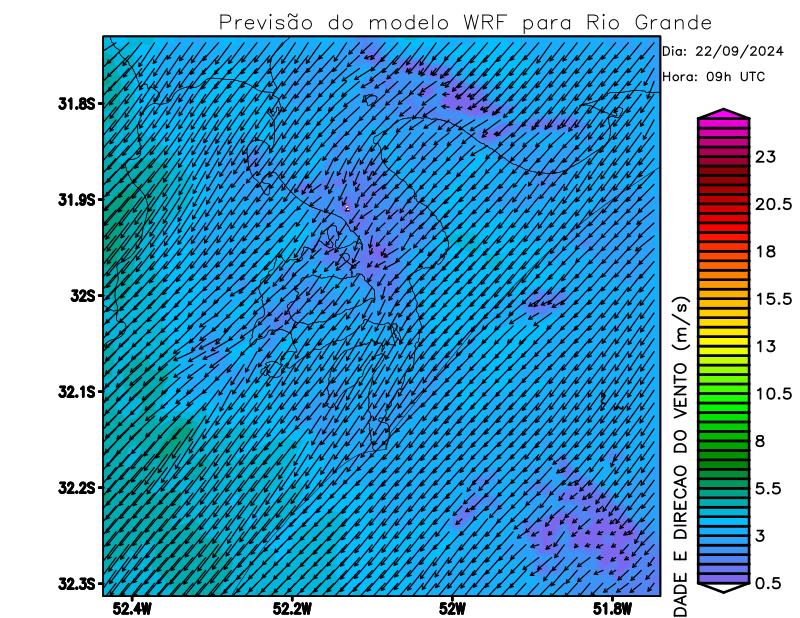 Previsão do modelo WRF para Rio Grande
Dia: 22/09/2024
Hora: 09h UTC
31.8S
31.9S
32S
32.1S
32.2S
32.3S
52.4W
52.2W
52W
51.8W
23
20.5
18
15.5
13
10.5
8
5.5
3
0.5
DADE E DIRECAO DO VENTO (m/s)